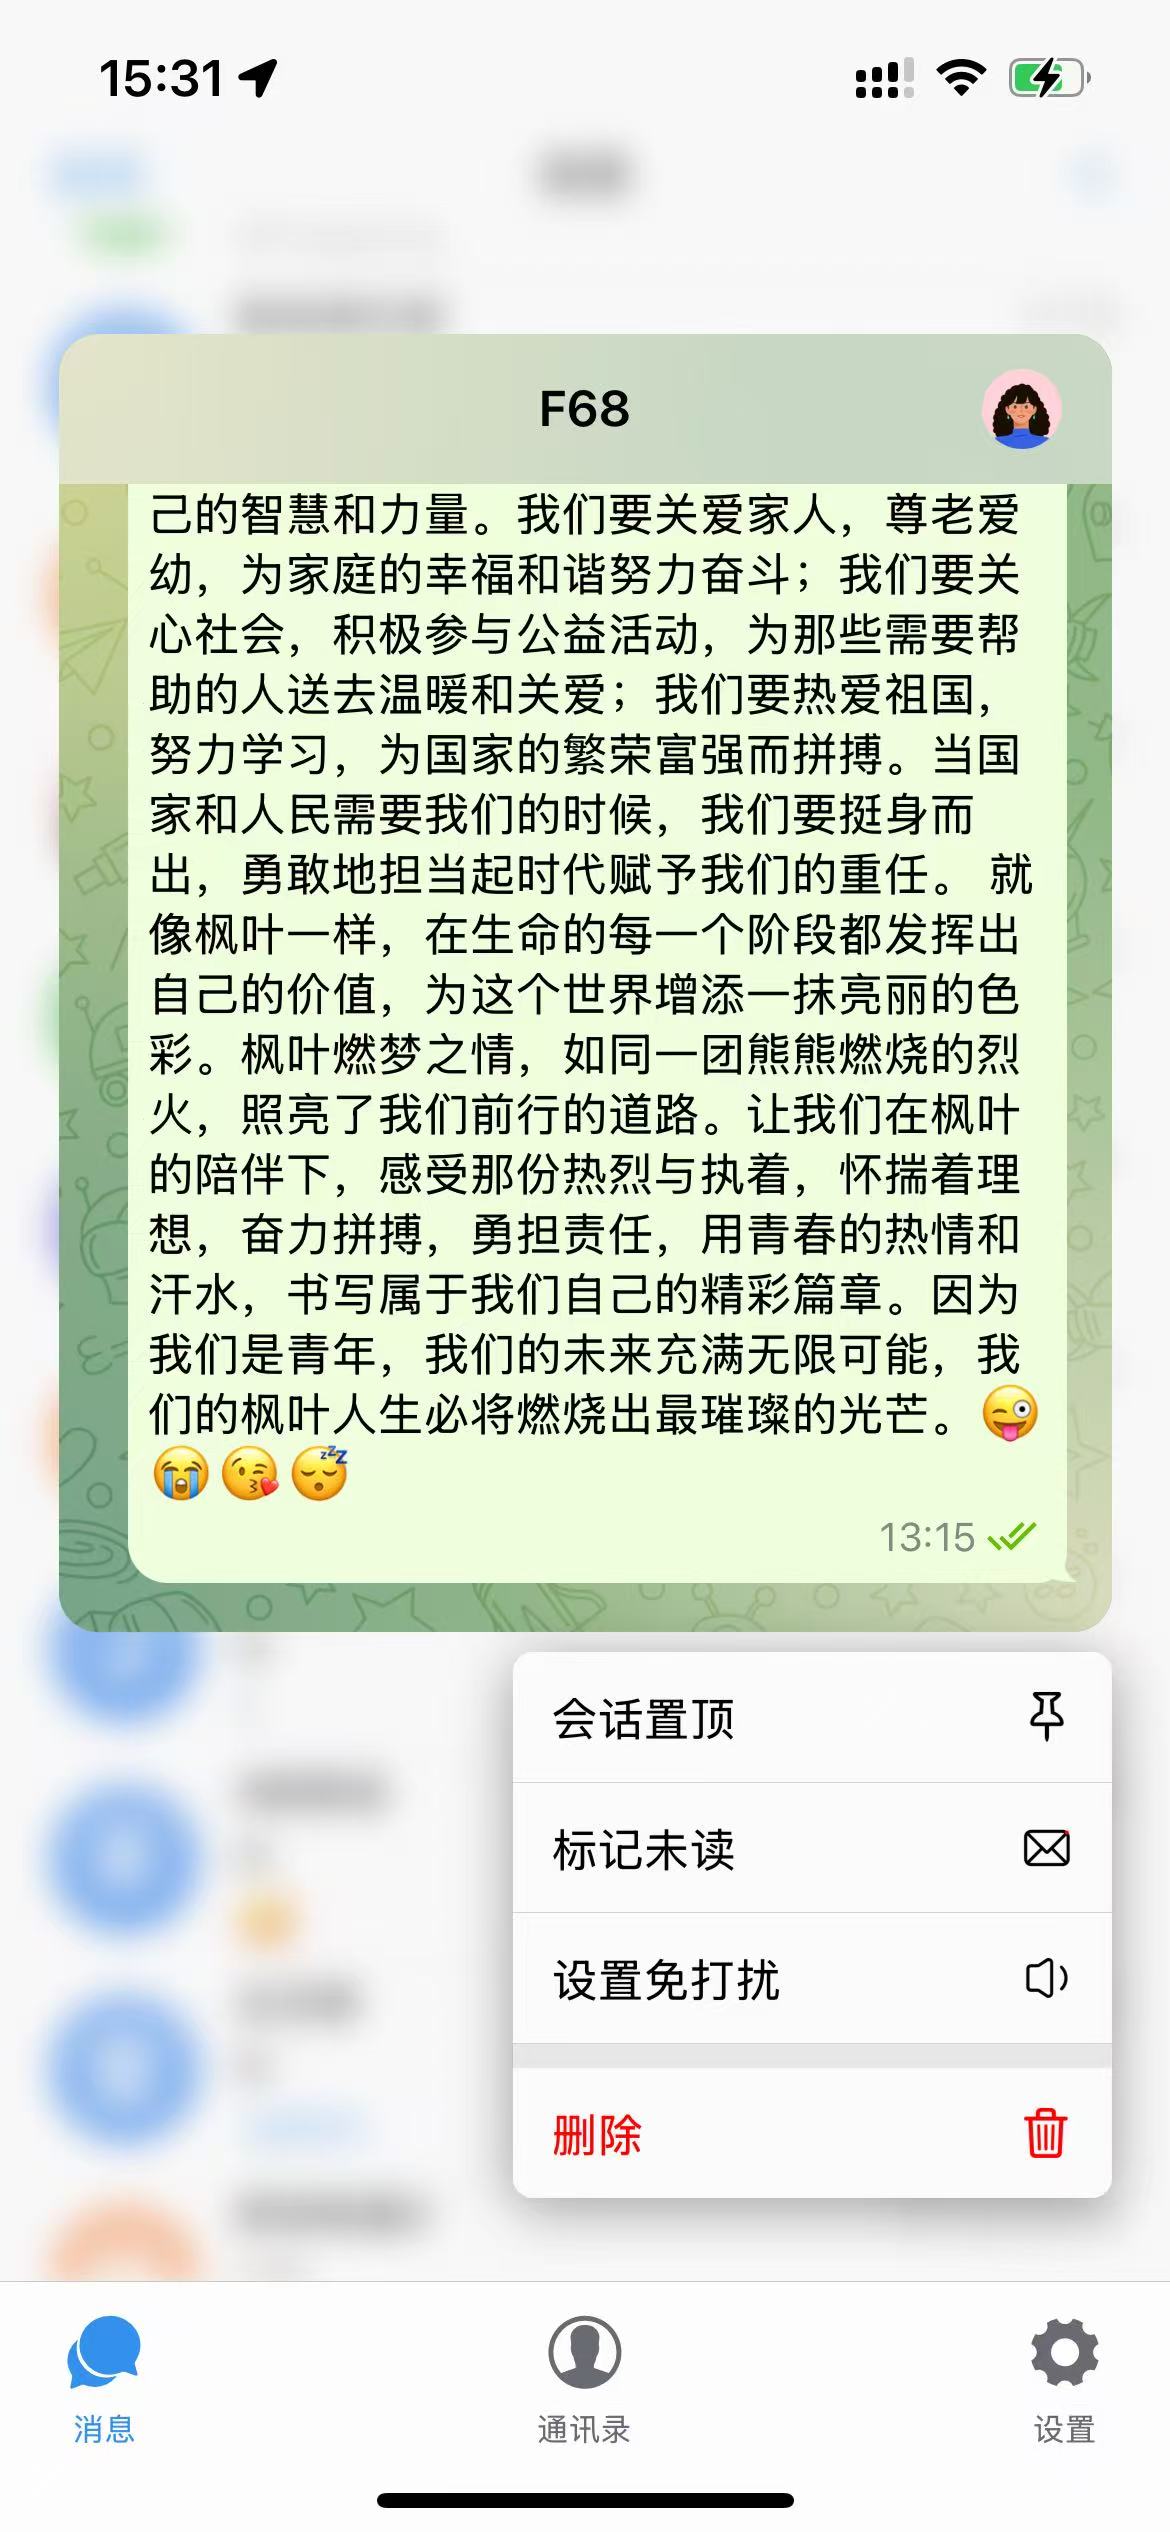 15:31
F68
己的智慧和力量。我们要关爱家人，尊老爱
幼，为家庭的幸福和谐努力奋斗；我们要关
心社会，积极参与公益活动，为那些需要帮
助的人送去温暖和关爱；我们要热爱祖国，
努力学习，为国家的繁荣富强而拼搏。当国
家和人民需要我们的时候，我们要挺身而
出，勇敢地担当起时代赋予我们的重任。 就
像枫叶一样，在生命的每一个阶段都发挥出
自己的价值，为这个世界增添一抹亮丽的色
彩。枫叶燃梦之情，如同一团熊熊燃烧的烈
火，照亮了我们前行的道路。让我们在枫叶
的陪伴下，感受那份热烈与执着，怀揣着理
想，奋力拼搏，勇担责任，用青春的热情和
汗水，书写属于我们自己的精彩篇章。因为
我们是青年，我们的未来充满无限可能，我
们的枫叶人生必将燃烧出最璀璨的光芒。😜
😭😘😴
13:15
会话置顶
标记未读
设置免打扰
删除
消息
通讯录
设置